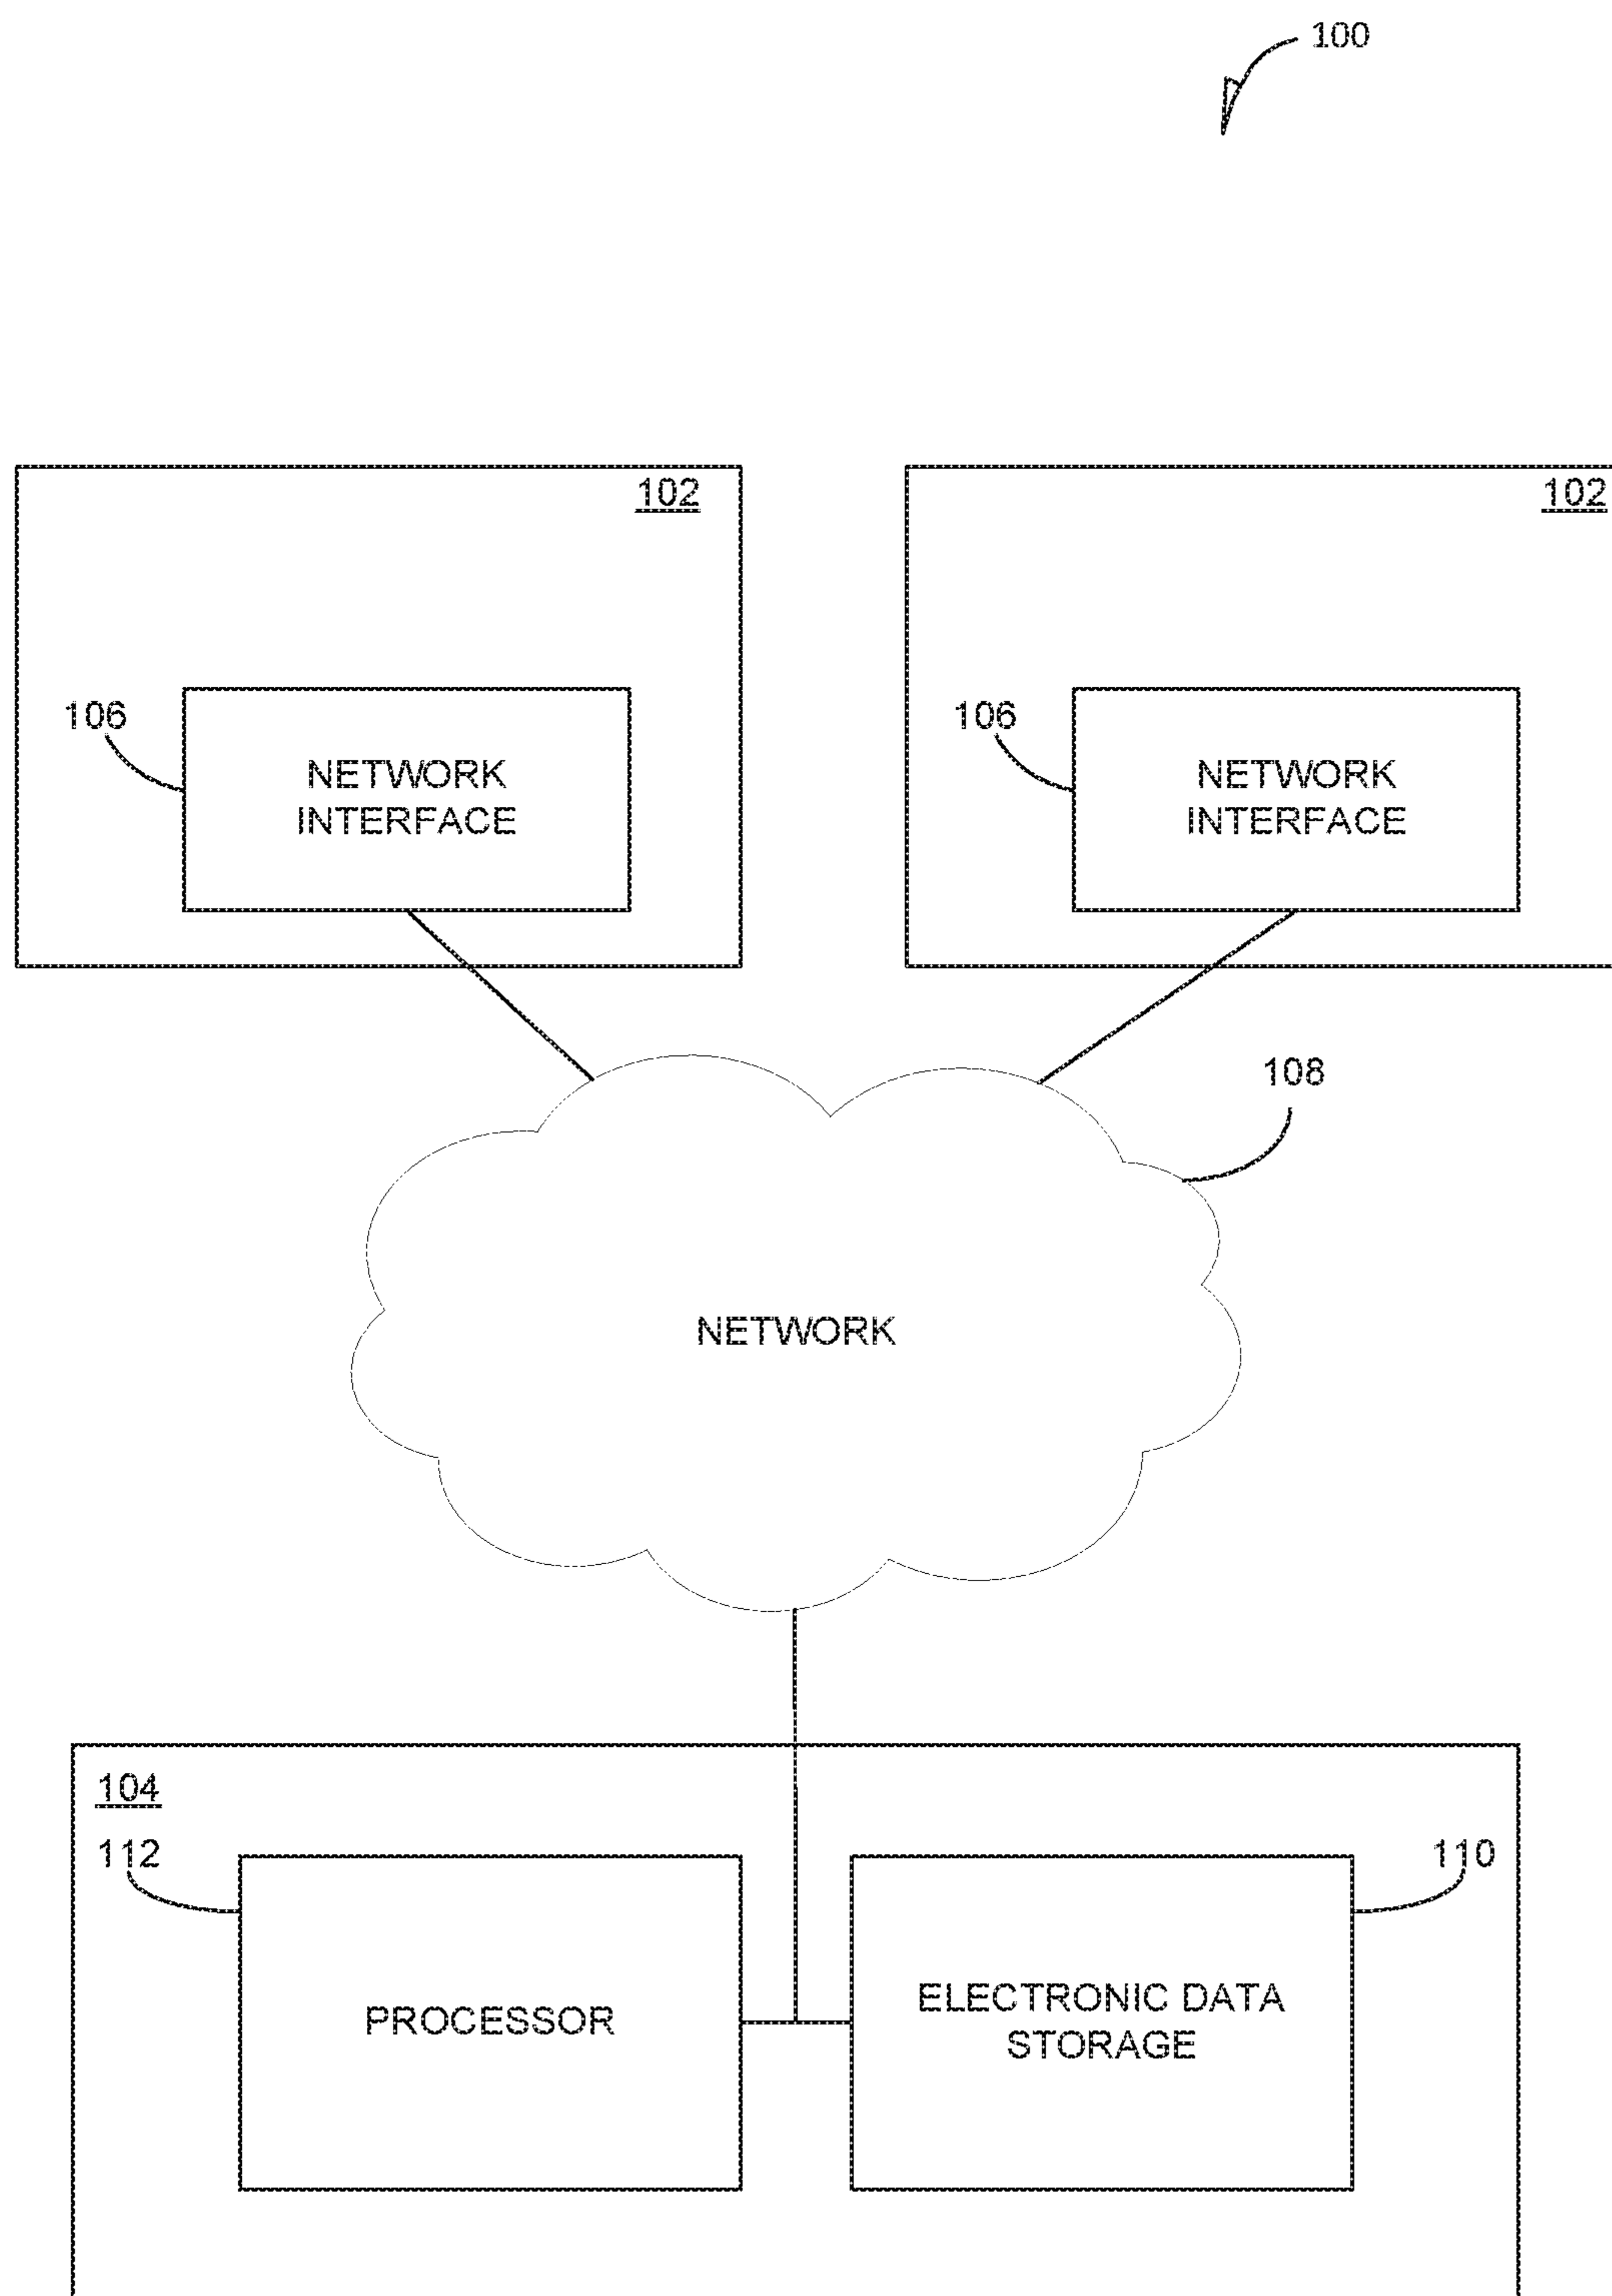 100
102
102
106
NETWORK
INTERFACE
106
NETWORK
INTERFACE
108
NETWORK
104
112
110
PROCESSOR
ELECTRONIC DATA
STORAGE